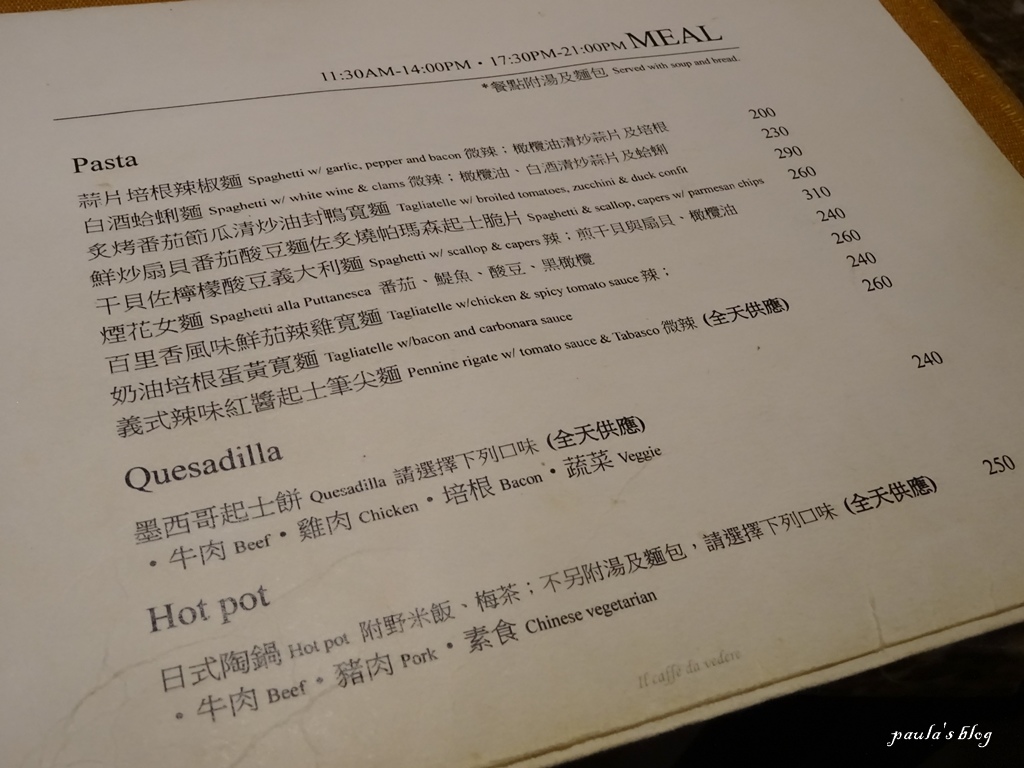 11:30AM-14:00PM・17:30PM-21:00PM MEAL
*餐點附湯及麵包 Served with soup and bread.
Pasta
蒜片培根辣椒麵 Spaghetti w/ garlic, pepper and bacon 微辣；橄欖油清炒蒜片及培根 200
白酒蛤蜊麵 Spaghetti w/ white wine & clams 微辣；橄欖油、白酒清炒蒜片及蛤蜊 230
炙烤番茄節瓜清炒油封鴨寬麵 Tagliatelle w/ broiled tomatoes, zucchini & duck confit 290
鮮炒扇貝番茄酸豆麵佐炙燒帕瑪森起士脆片 Spaghetti & scallop, capers w/ parmesan chips 260
干貝佐檸檬酸豆義大利麵 Spaghetti w/ scallop & capers 辣；煎干貝與扇貝、橄欖油 310
煙花女麵 Spaghetti alla Puttanesca 番茄、鯷魚、酸豆、黑橄欖 240
百里香風味鮮茄辣雞寬麵 Tagliatelle w/chicken & spicy tomato sauce 辣； 260
奶油培根蛋黃寬麵 Tagliatelle w/bacon and carbonara sauce 240
義式辣味紅醬起士筆尖麵 Pennine rigate w/ tomato sauce & Tabasco 微辣 (全天供應) 260
Quesadilla
墨西哥起士餅 Quesadilla 請選擇下列口味 (全天供應) 240
・牛肉 Beef・雞肉 Chicken・培根 Bacon・蔬菜 Veggie
Hot pot
日式陶鍋 Hot pot 附野米飯、梅茶；不另附湯及麵包，請選擇下列口味 (全天供應) 250
・牛肉 Beef・豬肉 Pork・素食 Chinese vegetarian
Il caffè da vedere
paula's blog